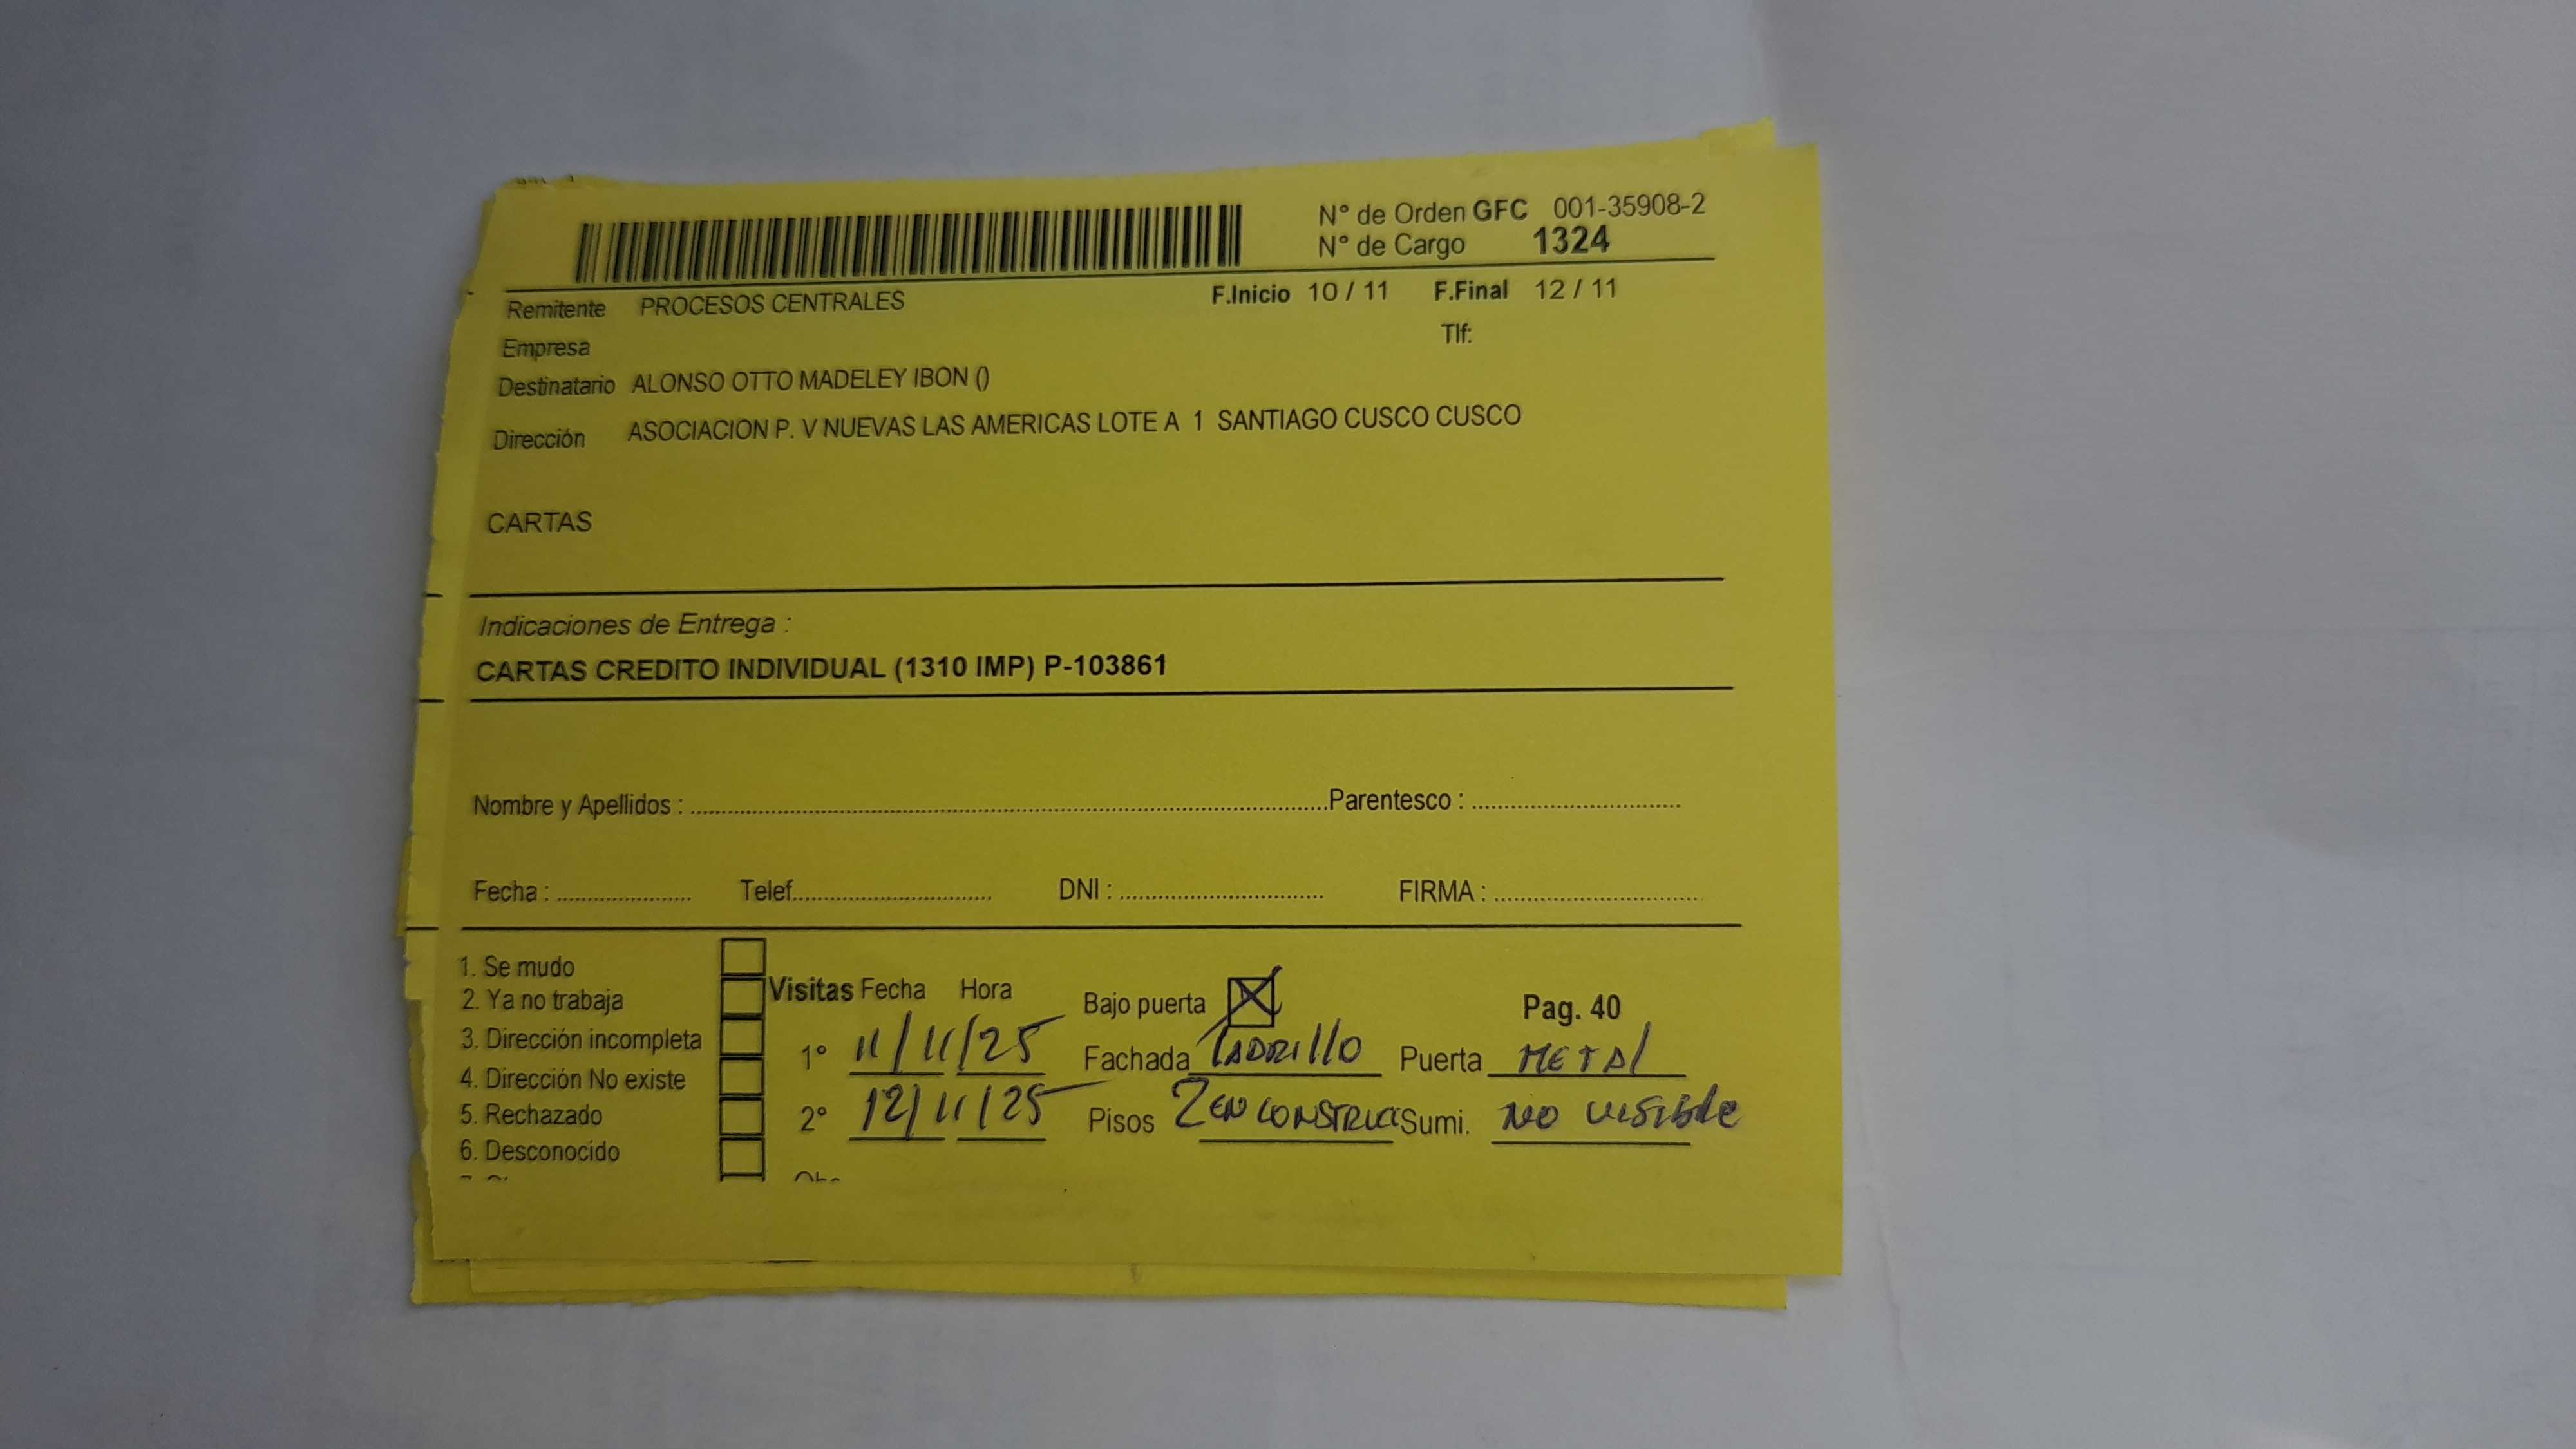 N° de Orden GFC 001-35908-2
N° de Cargo 1324
Remitente PROCESOS CENTRALES F.Inicio 10 / 11 F.Final 12 / 11
Empresa Tlf:
Destinatario ALONSO OTTO MADELEY IBON ()
Dirección ASOCIACION P. V NUEVAS LAS AMERICAS LOTE A 1 SANTIAGO CUSCO CUSCO
CARTAS
Indicaciones de Entrega :
CARTAS CREDITO INDIVIDUAL (1310 IMP) P-103861
Nombre y Apellidos : Parentesco :
Fecha : Telef. DNI : FIRMA :
1. Se mudo
2. Ya no trabaja Visitas Fecha Hora Bajo puerta X Pag. 40
3. Dirección incompleta 1° 11/11/25 Fachada LADRILLO Puerta METAL
4. Dirección No existe
5. Rechazado 2° 12/11/25 Pisos 2 EN CONSTRUC Sumi. NO VISIBLE
6. Desconocido